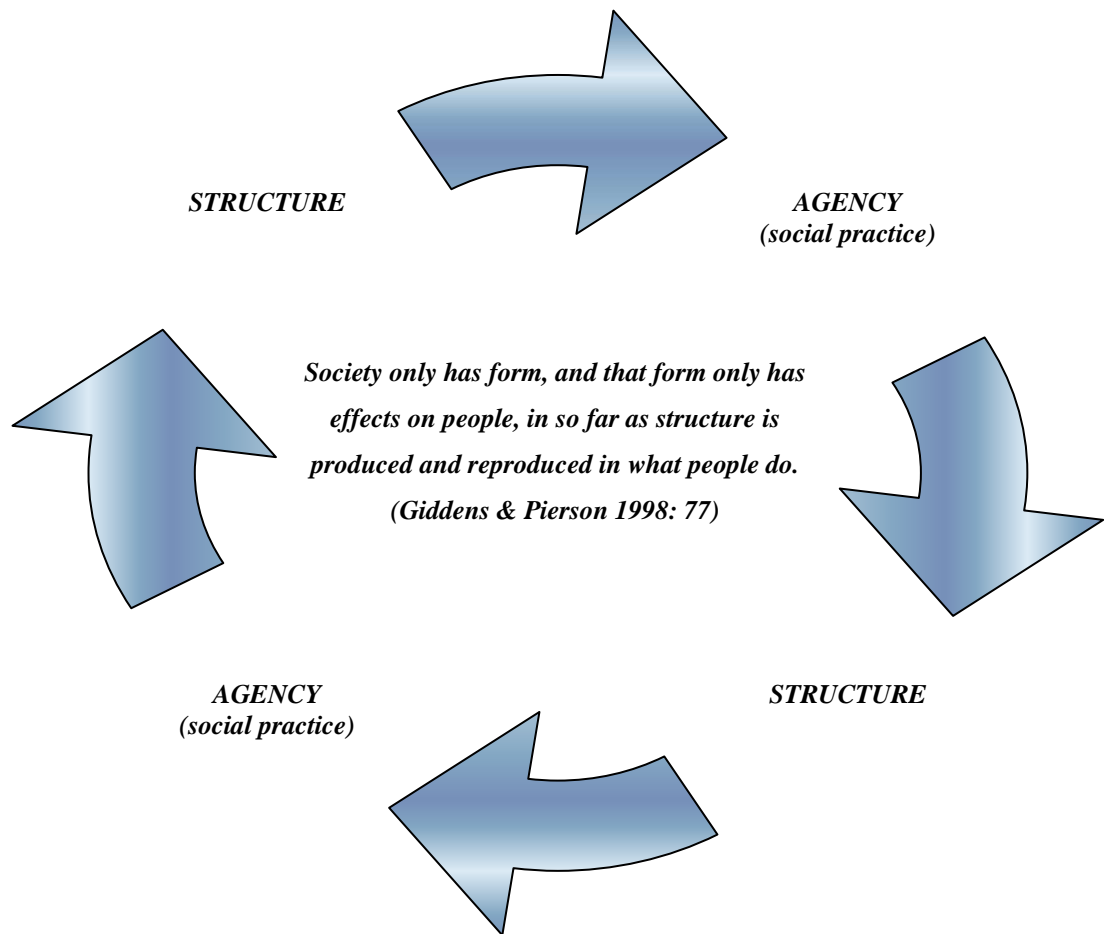 STRUCTURE
AGENCY
(social practice)
Society only has form, and that form only has
effects on people, in so far as structure is
produced and reproduced in what people do.
(Giddens & Pierson 1998: 77)
AGENCY
(social practice)
STRUCTURE